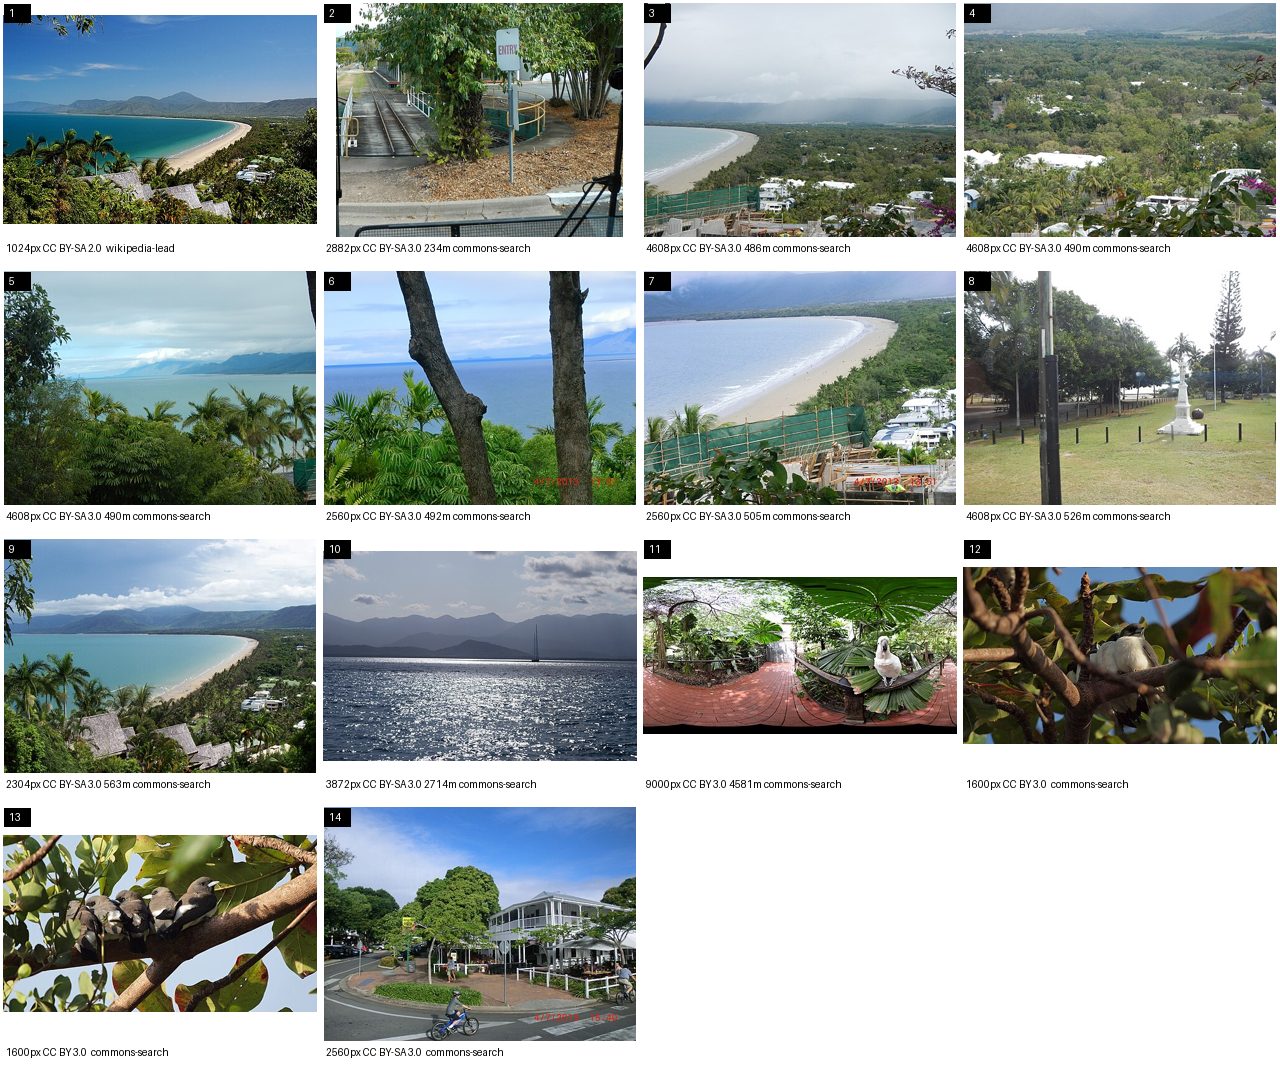 1
2
3
4
ENTRY
1024px CC BY-SA 2.0 wikipedia-lead
2882px CC BY-SA 3.0 234m commons-search
4608px CC BY-SA 3.0 486m commons-search
4608px CC BY-SA 3.0 490m commons-search
5
6
7
8
4608px CC BY-SA 3.0 490m commons-search
2560px CC BY-SA 3.0 492m commons-search
2560px CC BY-SA 3.0 505m commons-search
4608px CC BY-SA 3.0 526m commons-search
9
10
11
12
2304px CC BY-SA 3.0 563m commons-search
3872px CC BY-SA 3.0 2714m commons-search
9000px CC BY 3.0 4581m commons-search
1600px CC BY 3.0 commons-search
13
14
1600px CC BY 3.0 commons-search
2560px CC BY-SA 3.0 commons-search